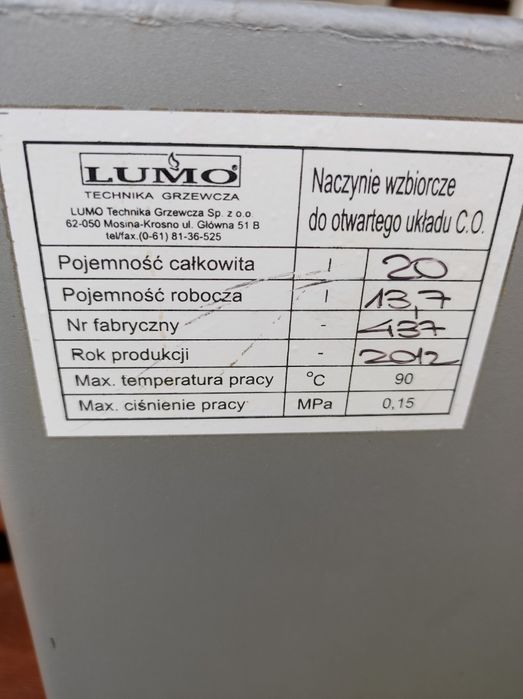 LUMO®
TECHNIKA GRZEWCZA
LUMO Technika Grzewcza Sp. z o.o.
62-050 Mosina-Krosno ul. Główna 51 B
tel/fax.(0-61) 81-36-525
Naczynie wzbiorcze
do otwartego układu C.O.
Pojemność całkowita l 20
Pojemność robocza l 13,7
Nr fabryczny - 437
Rok produkcji - 2012
Max. temperatura pracy °C 90
Max. ciśnienie pracy MPa 0,15